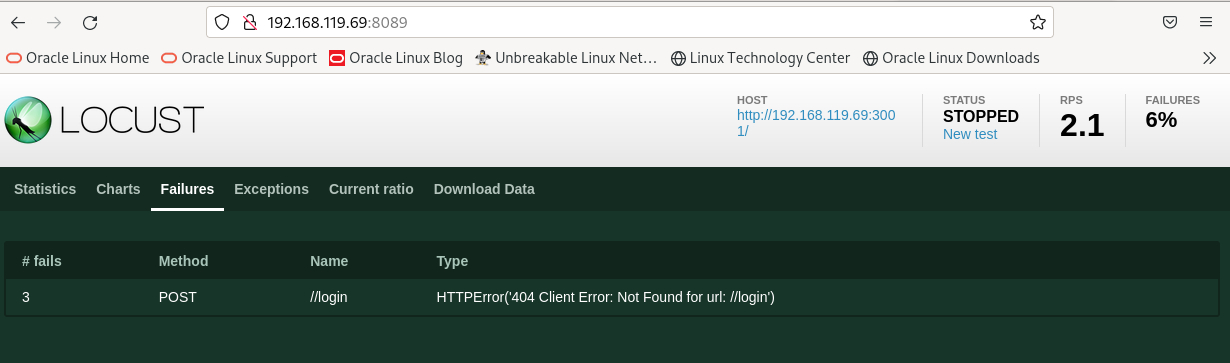 192.168.119.69:8089
Oracle Linux Home Oracle Linux Support Oracle Linux Blog Unbreakable Linux Net… Linux Technology Center Oracle Linux Downloads
LOCUST
HOST
http://192.168.119.69:300
1/
STATUS
STOPPED
New test
RPS
2.1
FAILURES
6%
Statistics Charts Failures Exceptions Current ratio Download Data
# fails Method Name Type
3 POST //login HTTPError('404 Client Error: Not Found for url: //login')